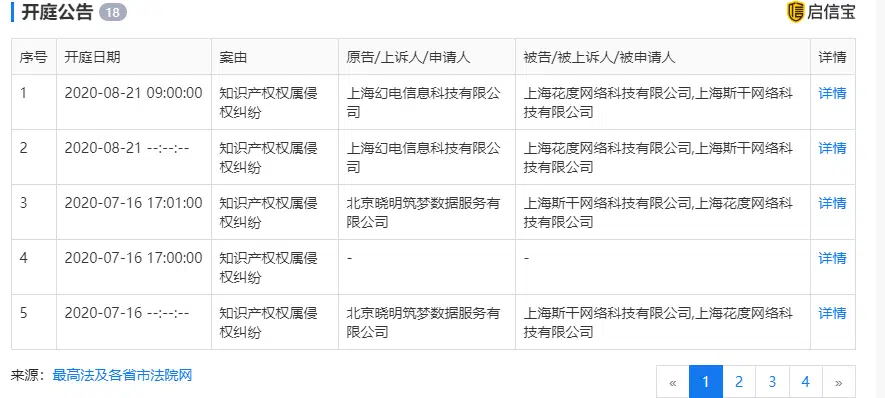 开庭公告 18
启信宝
序号 开庭日期 案由 原告/上诉人/申请人 被告/被上诉人/被申请人 详情
1 2020-08-21 09:00:00 知识产权权属侵 上海幻电信息科技有限公 上海花度网络科技有限公司,上海斯干网络科 详情
权纠纷 司 技有限公司
2 2020-08-21 --:--:-- 知识产权权属侵 上海幻电信息科技有限公 上海花度网络科技有限公司,上海斯干网络科 详情
权纠纷 司 技有限公司
3 2020-07-16 17:01:00 知识产权权属侵 北京晓明筑梦数据服务有 上海斯干网络科技有限公司,上海花度网络科 详情
权纠纷 限公司 技有限公司
4 2020-07-16 17:00:00 知识产权权属侵 - - 详情
权纠纷
5 2020-07-16 --:--:-- 知识产权权属侵 北京晓明筑梦数据服务有 上海斯干网络科技有限公司,上海花度网络科 详情
权纠纷 限公司 技有限公司
来源：最高法及各省市法院网
« 1 2 3 4 »